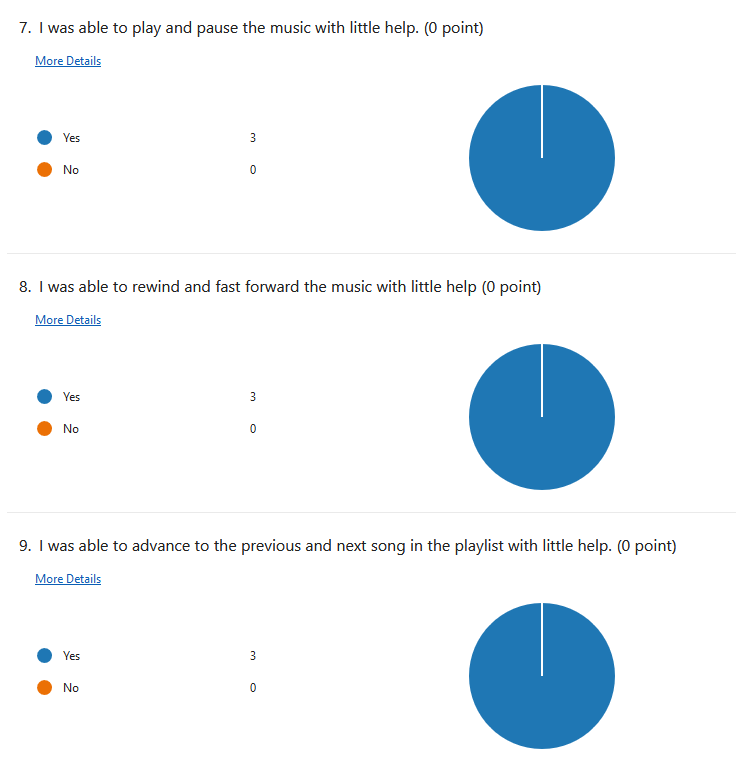 7. I was able to play and pause the music with little help. (0 point)
More Details
Yes 3
No 0
8. I was able to rewind and fast forward the music with little help (0 point)
More Details
Yes 3
No 0
9. I was able to advance to the previous and next song in the playlist with little help. (0 point)
More Details
Yes 3
No 0